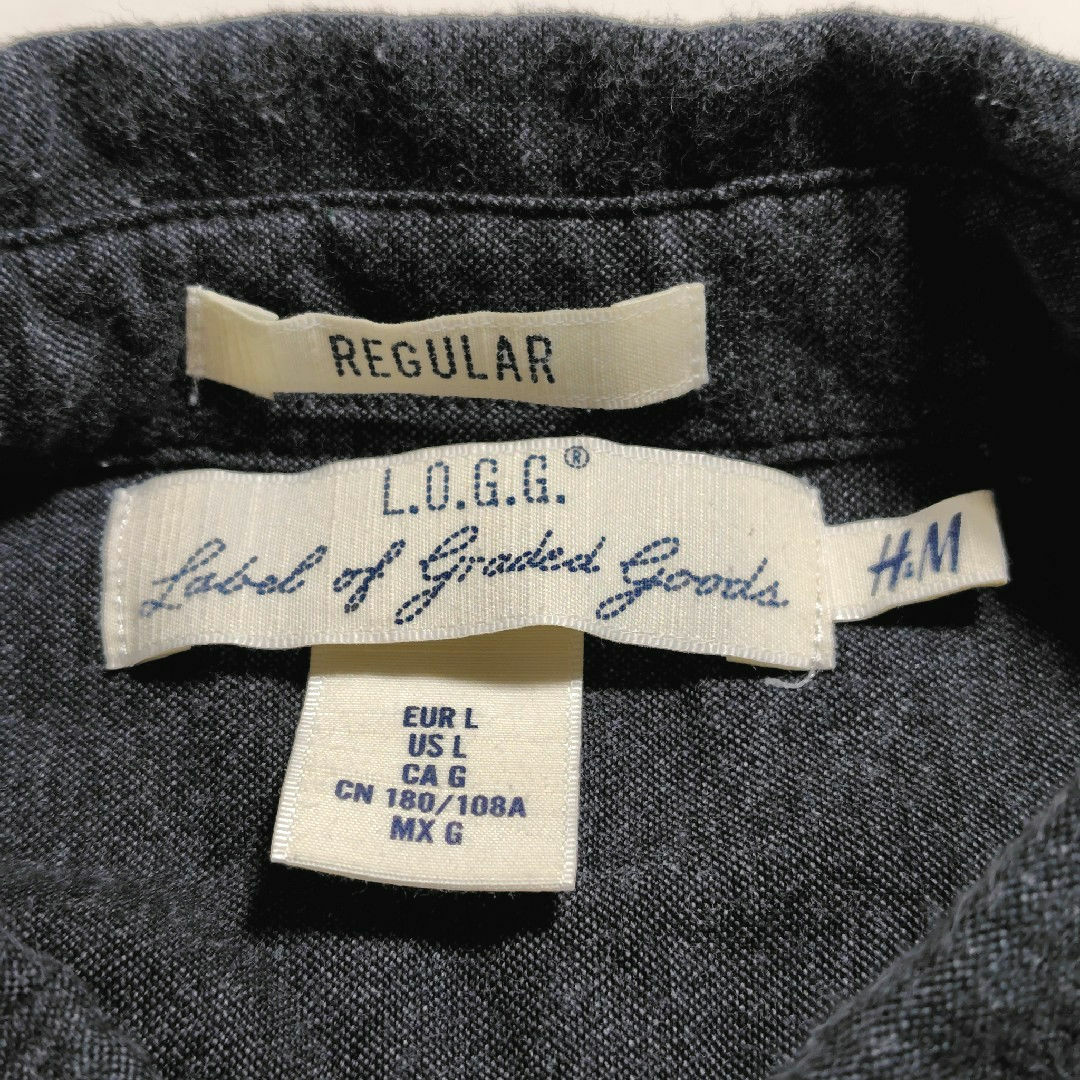 REGULAR
L.O.G.G.®
Label of Graded Goods
H&M
EUR L
US L
CA G
CN 180/108A
MX G